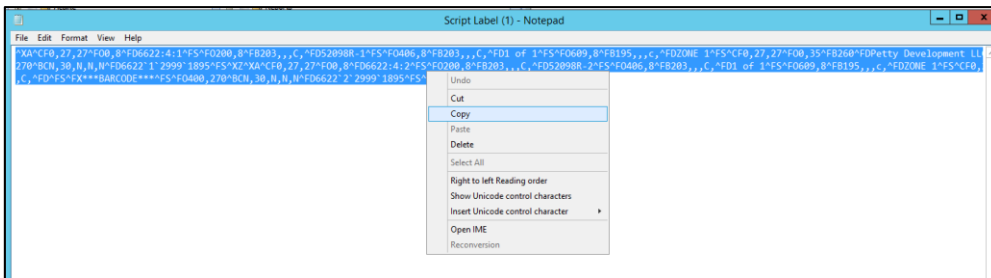 Script Label (1) - Notepad
File Edit Format View Help
^XA^CF0,27,27^FO0,8^FD6622:4:1^FS^FO200,8^FB203,,,C,^FD52098R-1^FS^FO406,8^FB203,,,C,^FD1 of 1^FS^FO609,8^FB195,,,c,^FDZONE 1^FS^CF0,27,27^FO0,35^FB260^FDPetty Development LL
270^BCN,30,N,N,N^FD6622`1`2999`1895^FS^XZ^XA^CF0,27,27^FO0,8^FD6622:4:2^FS^FO200,8^FB203,,,C,^FD52098R-2^FS^FO406,8^FB203,,,C,^FD1 of 1^FS^FO609,8^FB195,,,c,^FDZONE 1^FS^CF0,
,C,^FD^FS^FX***BARCODE***^FS^FO400,270^BCN,30,N,N,N^FD6622`2`2999`1895^FS^
Undo
Cut
Copy
Paste
Delete
Select All
Right to left Reading order
Show Unicode control characters
Insert Unicode control character
Open IME
Reconversion